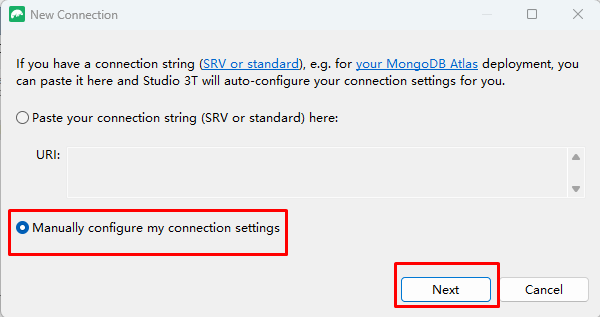 New Connection
If you have a connection string (SRV or standard), e.g. for your MongoDB Atlas deployment, you
can paste it here and Studio 3T will auto-configure your connection settings for you.
Paste your connection string (SRV or standard) here:
URI:
Manually configure my connection settings
Next Cancel